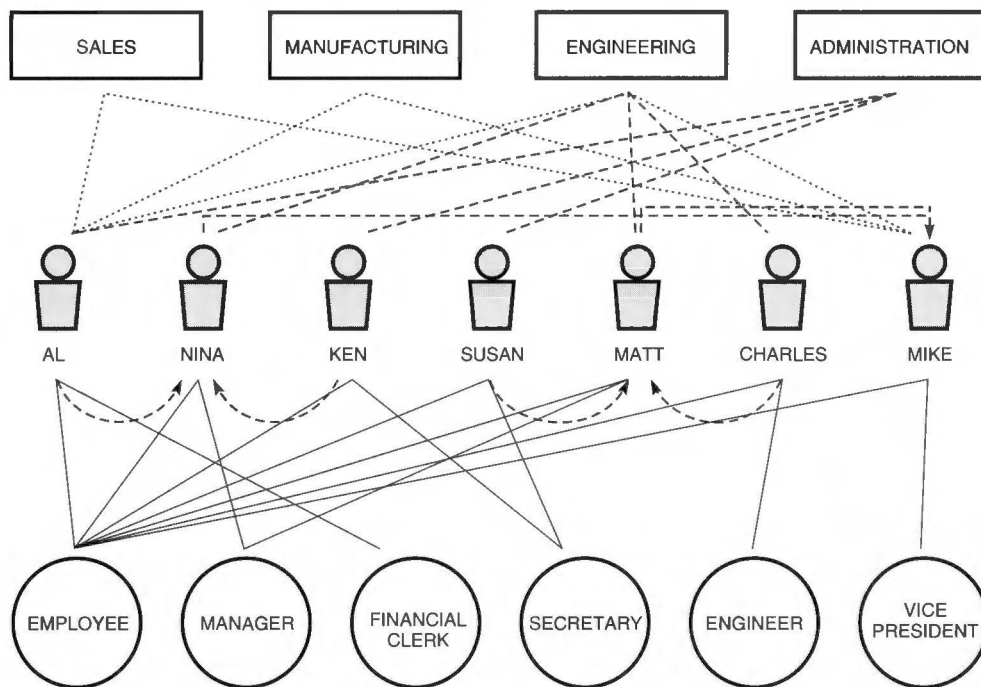 SALES
MANUFACTURING
ENGINEERING
ADMINISTRATION
AL
NINA
KEN
SUSAN
MATT
CHARLES
MIKE
EMPLOYEE
MANAGER
FINANCIAL
CLERK
SECRETARY
ENGINEER
VICE
PRESIDENT